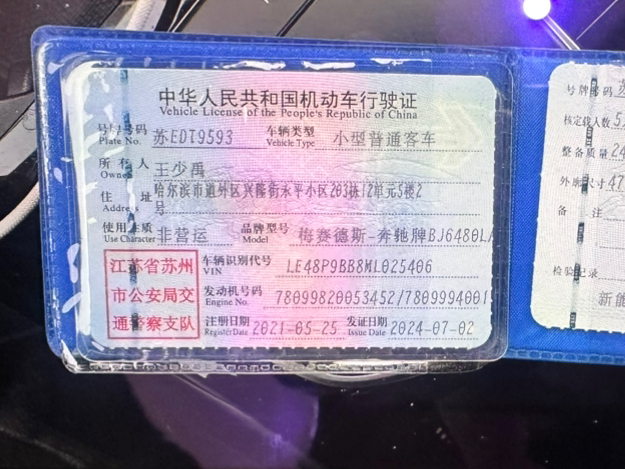 中华人民共和国机动车行驶证
Vehicle License of the People's Republic of China
号牌号码 苏EDT9593 车辆类型 小型普通客车
Plate No. Vehicle Type
所有人 王少禹
Owner
住址 哈尔滨市道外区兴隆街永平小区203栋12单元5楼2
Address 号
使用性质 非营运 品牌型号 梅赛德斯-奔驰牌BJ6480L
Use Character Model
江苏省苏州
市公安局交
通警察支队
车辆识别代号 LE48P9BB8ML025406
VIN
发动机号码 78099820053452/7809994001
Engine No.
注册日期 2021-05-25 发证日期 2024-07-02
Register Date Issue Date
号牌号码 苏
核定载人数 5
整备质量 24
外廓尺寸 47
备注
检验记录
新能